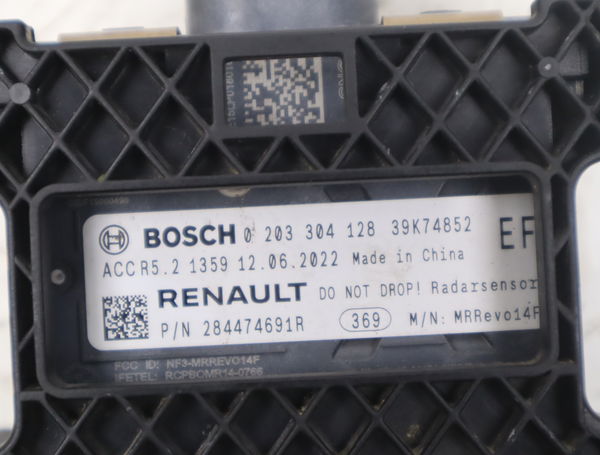 BOSCH 0 203 304 128 39K74852
EF
ACC R5.2 1359 12.06.2022 Made in China
RENAULT DO NOT DROP! Radarsensor
P/N 284474691R 369 M/N: MRRevo14F
FCC ID: NF3-MRREVO14F
IFETEL: RCPBOMR14-0766